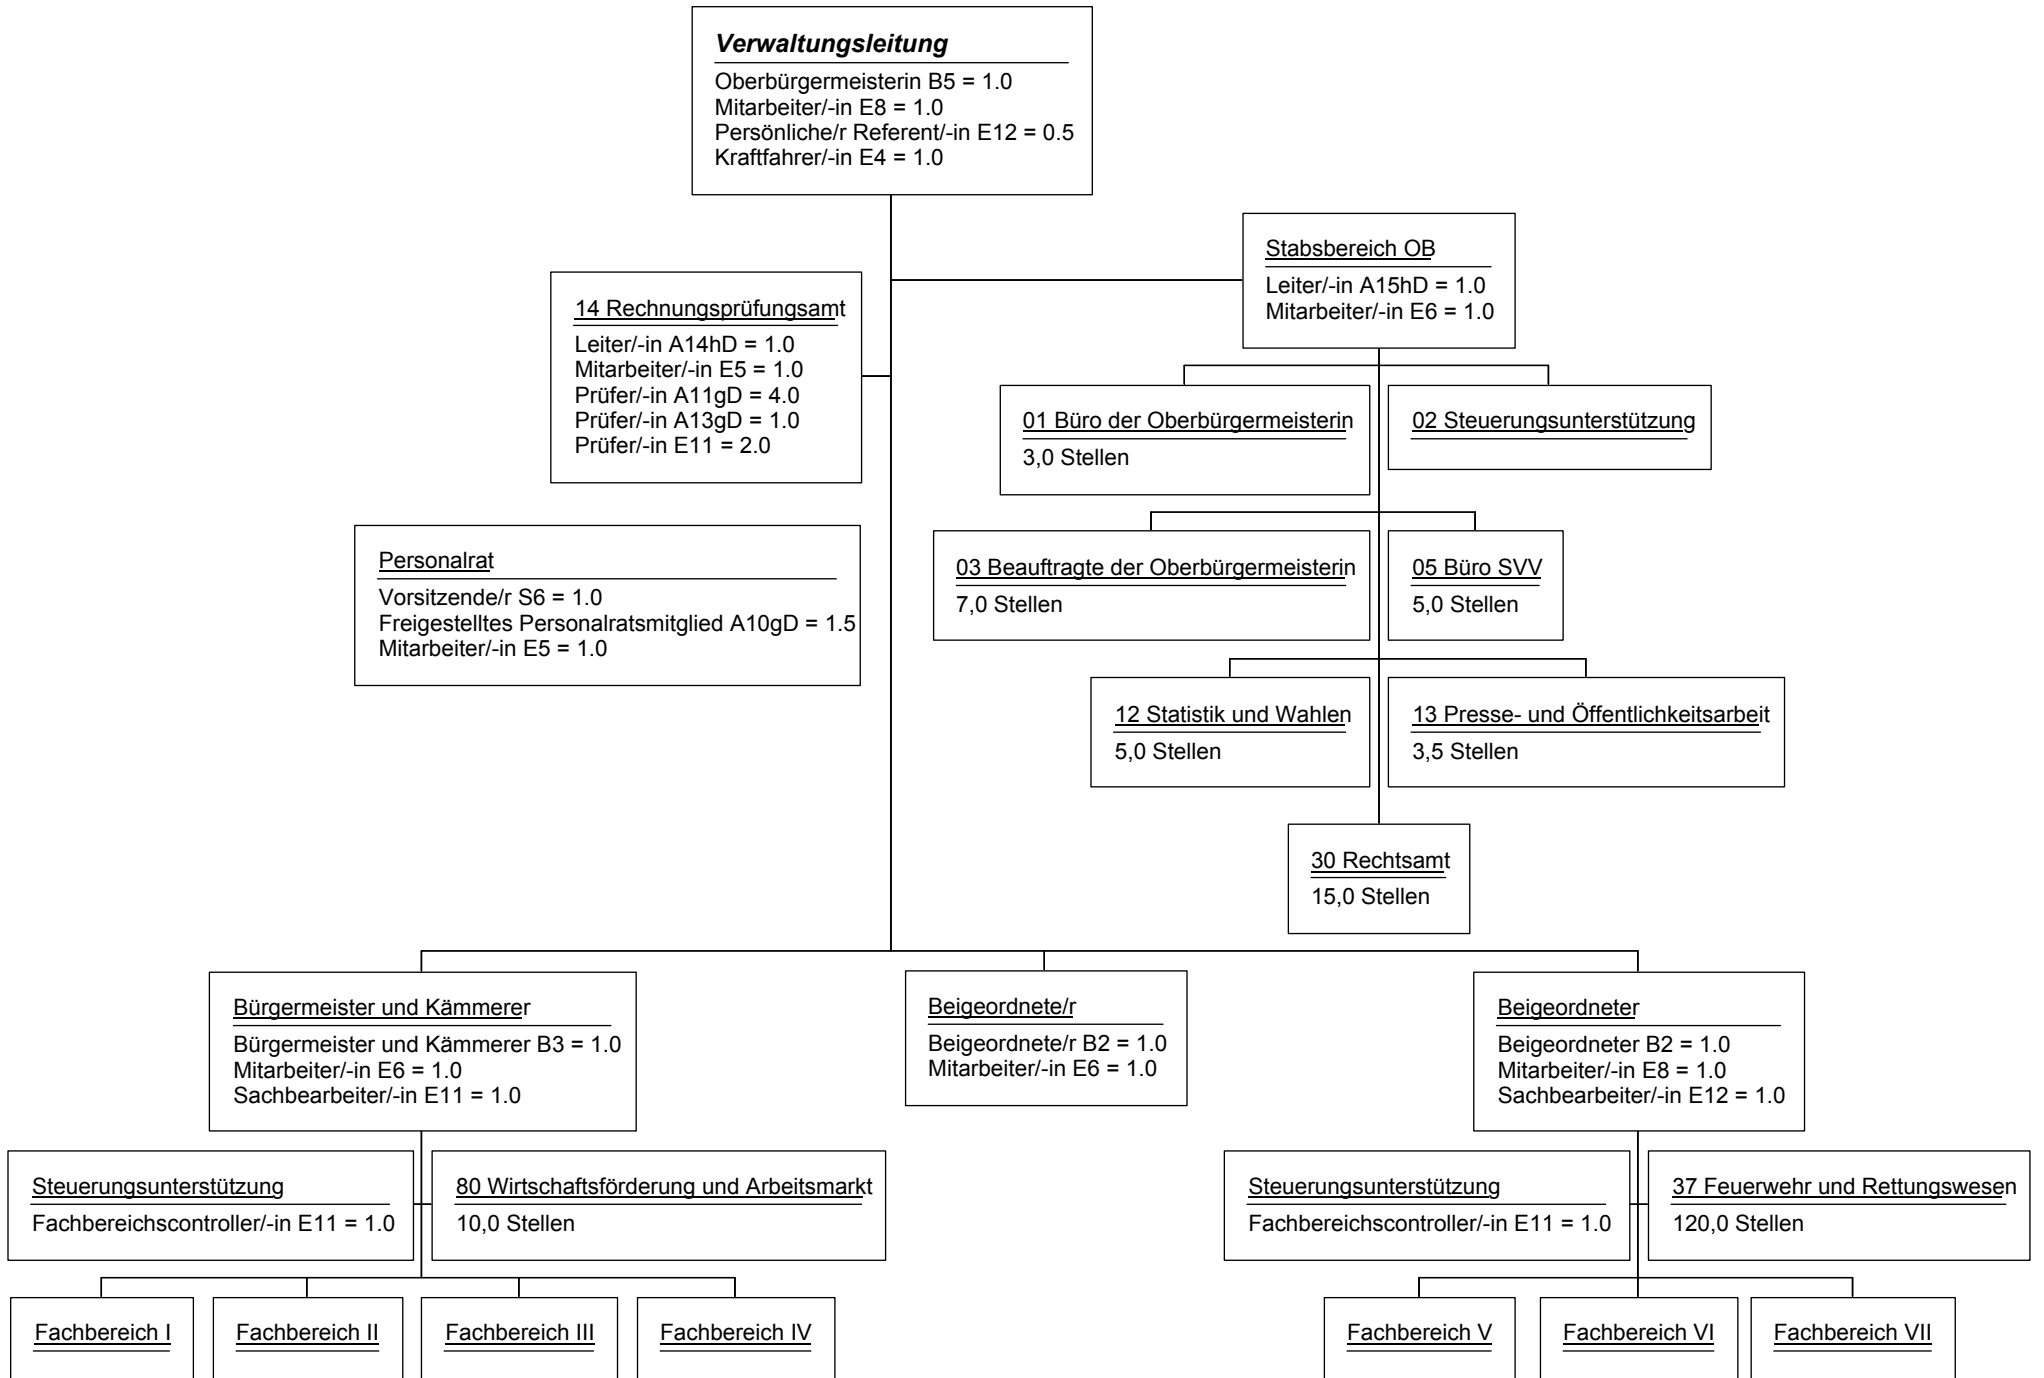 Verwaltungsleitung
Oberbürgermeisterin B5 = 1.0
Mitarbeiter/-in E8 = 1.0
Persönliche/r Referent/-in E12 = 0.5
Kraftfahrer/-in E4 = 1.0
Stabsbereich OB
Leiter/-in A15hD = 1.0
Mitarbeiter/-in E6 = 1.0
14 Rechnungsprüfungsamt
Leiter/-in A14hD = 1.0
Mitarbeiter/-in E5 = 1.0
Prüfer/-in A11gD = 4.0
Prüfer/-in A13gD = 1.0
Prüfer/-in E11 = 2.0
01 Büro der Oberbürgermeisterin
3,0 Stellen
02 Steuerungsunterstützung
Personalrat
Vorsitzende/r S6 = 1.0
Freigestelltes Personalratsmitglied A10gD = 1.5
Mitarbeiter/-in E5 = 1.0
03 Beauftragte der Oberbürgermeisterin
7,0 Stellen
05 Büro SVV
5,0 Stellen
12 Statistik und Wahlen
5,0 Stellen
13 Presse- und Öffentlichkeitsarbeit
3,5 Stellen
30 Rechtsamt
15,0 Stellen
Bürgermeister und Kämmerer
Bürgermeister und Kämmerer B3 = 1.0
Mitarbeiter/-in E6 = 1.0
Sachbearbeiter/-in E11 = 1.0
Beigeordnete/r
Beigeordnete/r B2 = 1.0
Mitarbeiter/-in E6 = 1.0
Beigeordneter
Beigeordneter B2 = 1.0
Mitarbeiter/-in E8 = 1.0
Sachbearbeiter/-in E12 = 1.0
Steuerungsunterstützung
Fachbereichscontroller/-in E11 = 1.0
80 Wirtschaftsförderung und Arbeitsmarkt
10,0 Stellen
Steuerungsunterstützung
Fachbereichscontroller/-in E11 = 1.0
37 Feuerwehr und Rettungswesen
120,0 Stellen
Fachbereich I
Fachbereich II
Fachbereich III
Fachbereich IV
Fachbereich V
Fachbereich VI
Fachbereich VII